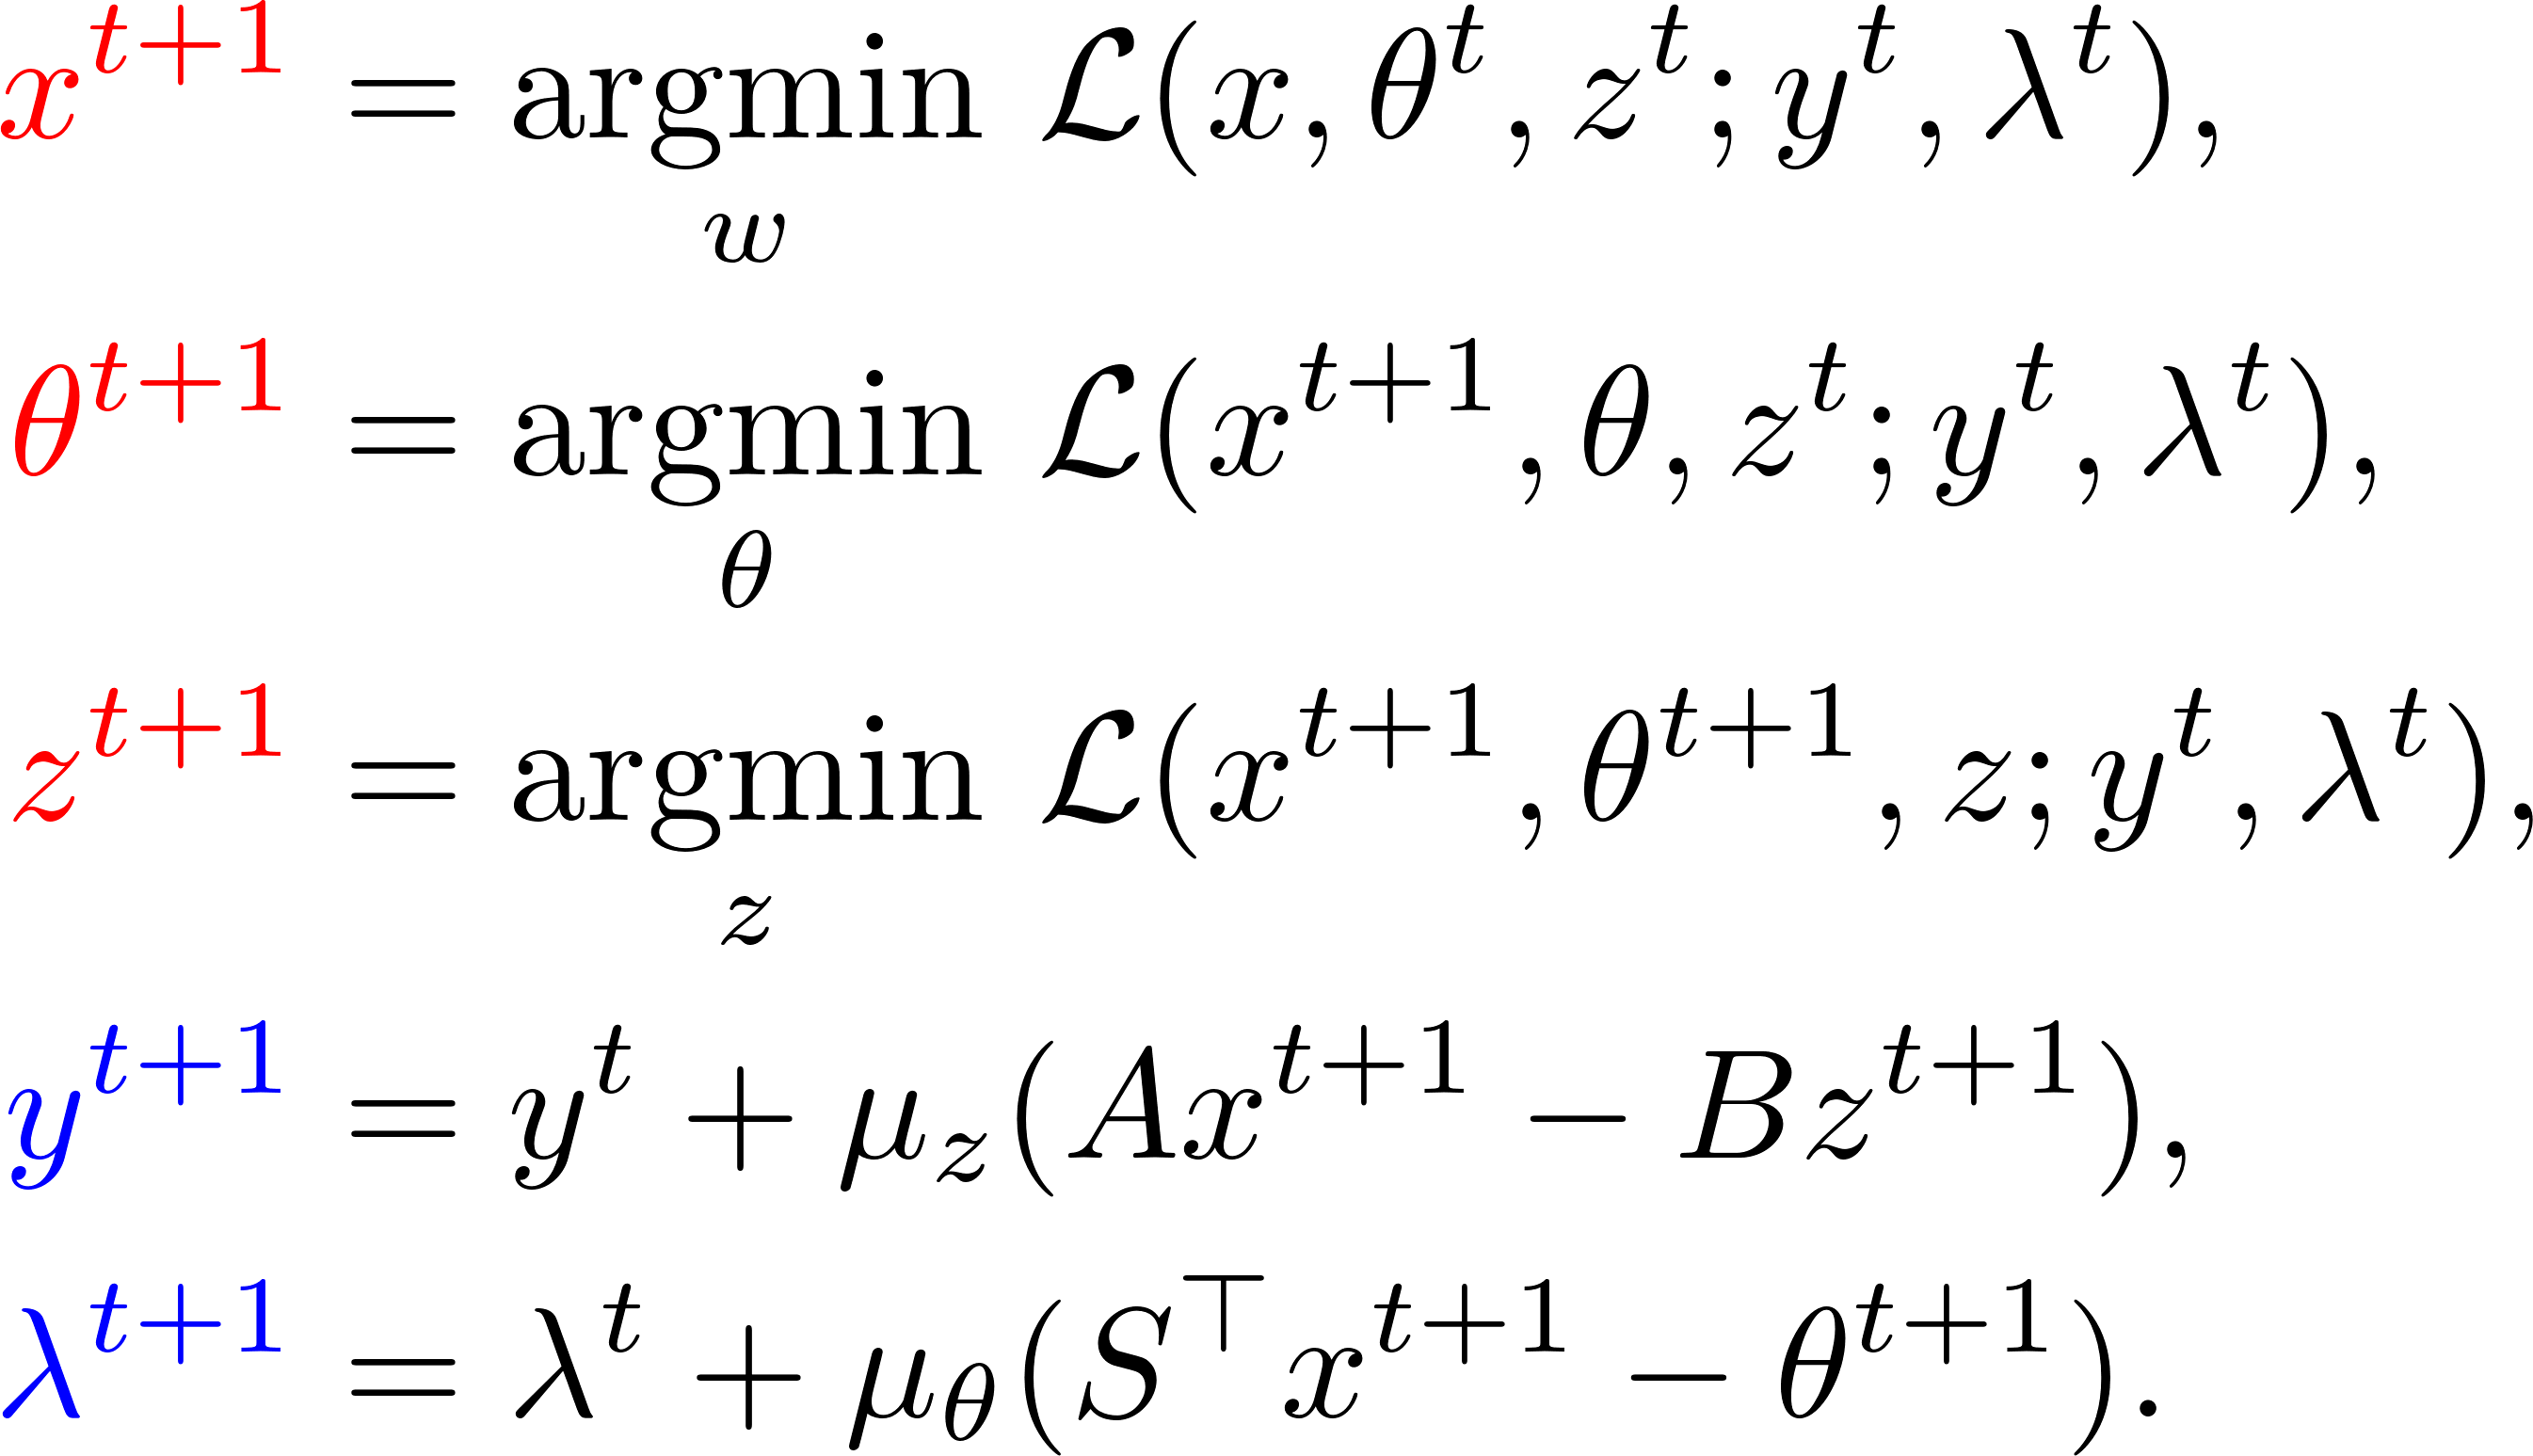 x^{t+1} = argmin_w 𝓛(x, θ^t, z^t; y^t, λ^t),
θ^{t+1} = argmin_θ 𝓛(x^{t+1}, θ, z^t; y^t, λ^t),
z^{t+1} = argmin_z 𝓛(x^{t+1}, θ^{t+1}, z; y^t, λ^t),
y^{t+1} = y^t + μ_z(Ax^{t+1} − Bz^{t+1}),
λ^{t+1} = λ^t + μ_θ(S^⊤x^{t+1} − θ^{t+1}).